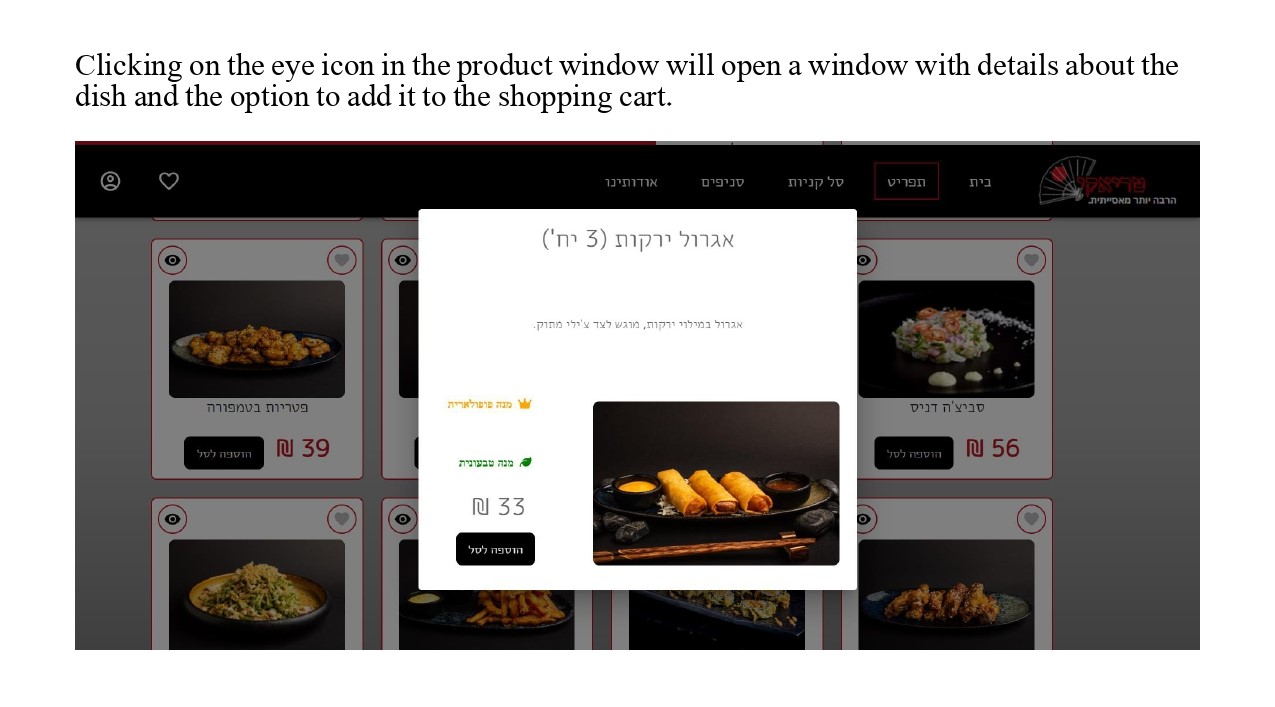 Clicking on the eye icon in the product window will open a window with details about the
dish and the option to add it to the shopping cart.
טריאקי
הרבה יותר מאסייתית.
בית
תפריט
סל קניות
סניפים
אודותינו
אגרול ירקות (3 יח')
אגרול במילוי ירקות, מוגש לצד צ'ילי מתוק.
מנה פופולארית
מנה טבעונית
33 ₪
הוספה לסל
סביצ'ה דניס
56 ₪
הוספה לסל
פטריות בטמפורה
39 ₪
הוספה לסל